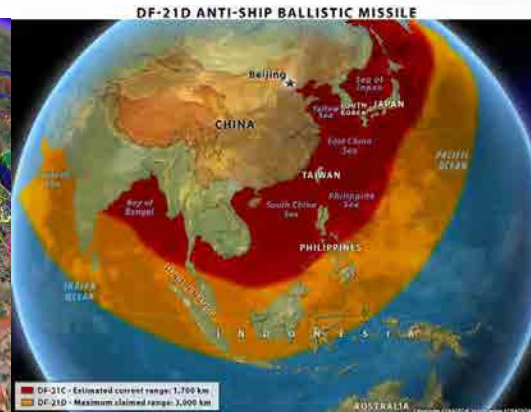 DF-21D ANTI-SHIP BALLISTIC MISSILE
Beijing
Sea of
Japan
Yellow
Sea
SOUTH
KOREA
JAPAN
CHINA
East China
Sea
PACIFIC
OCEAN
TAIWAN
Bay of
Bengal
South China
Sea
Philippine
Sea
PHILIPPINES
INDIAN
OCEAN
INDONESIA
DF-21C - Estimated current range: 1,700 km
DF-21D - Maximum claimed range: 3,000 km
AUSTRALIA